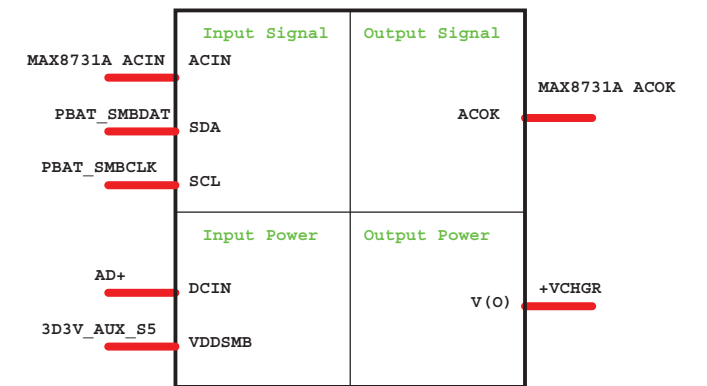 Input Signal Output Signal
MAX8731A ACIN ACIN
MAX8731A ACOK
PBAT_SMBDAT SDA ACOK
PBAT_SMBCLK SCL
Input Power Output Power
AD+ DCIN +VCHGR
V(O)
3D3V_AUX_S5 VDDSMB